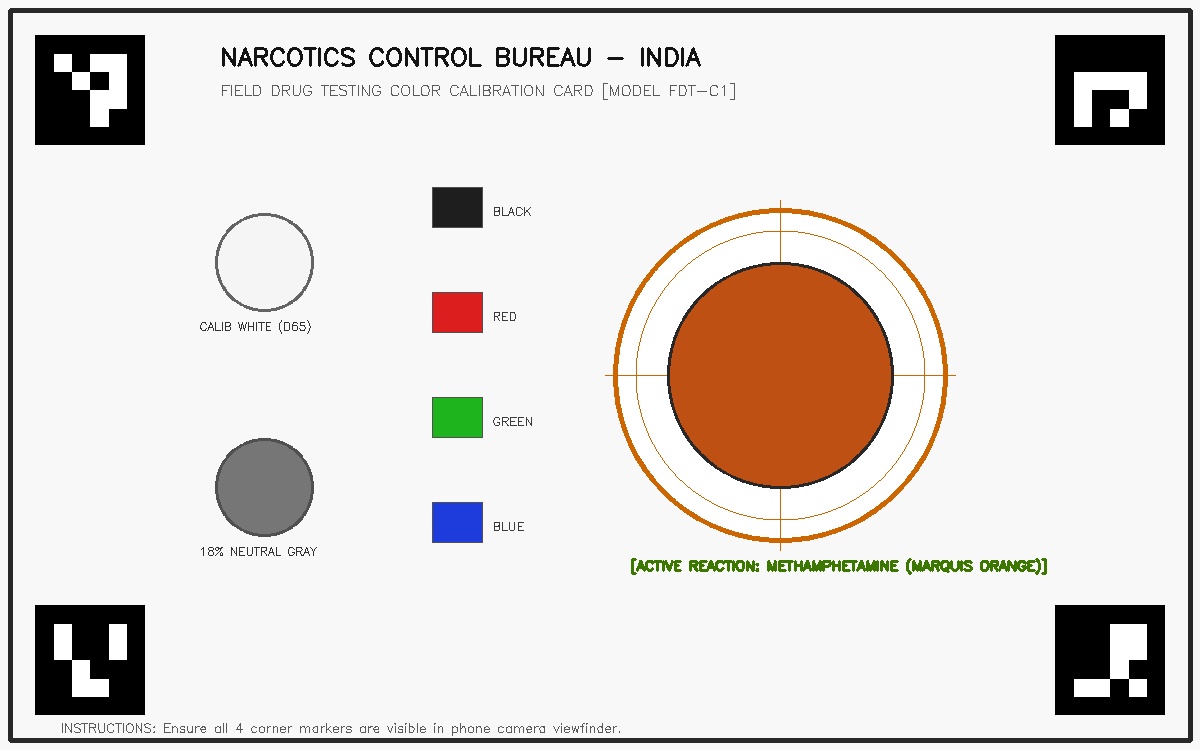 NARCOTICS CONTROL BUREAU - INDIA
FIELD DRUG TESTING COLOR CALIBRATION CARD [MODEL FDT-C1]
BLACK
CALIB WHITE (D65)
RED
GREEN
BLUE
18% NEUTRAL GRAY
[ACTIVE REACTION: METHAMPHETAMINE (MARQUIS ORANGE)]
INSTRUCTIONS: Ensure all 4 corner markers are visible in phone camera viewfinder.